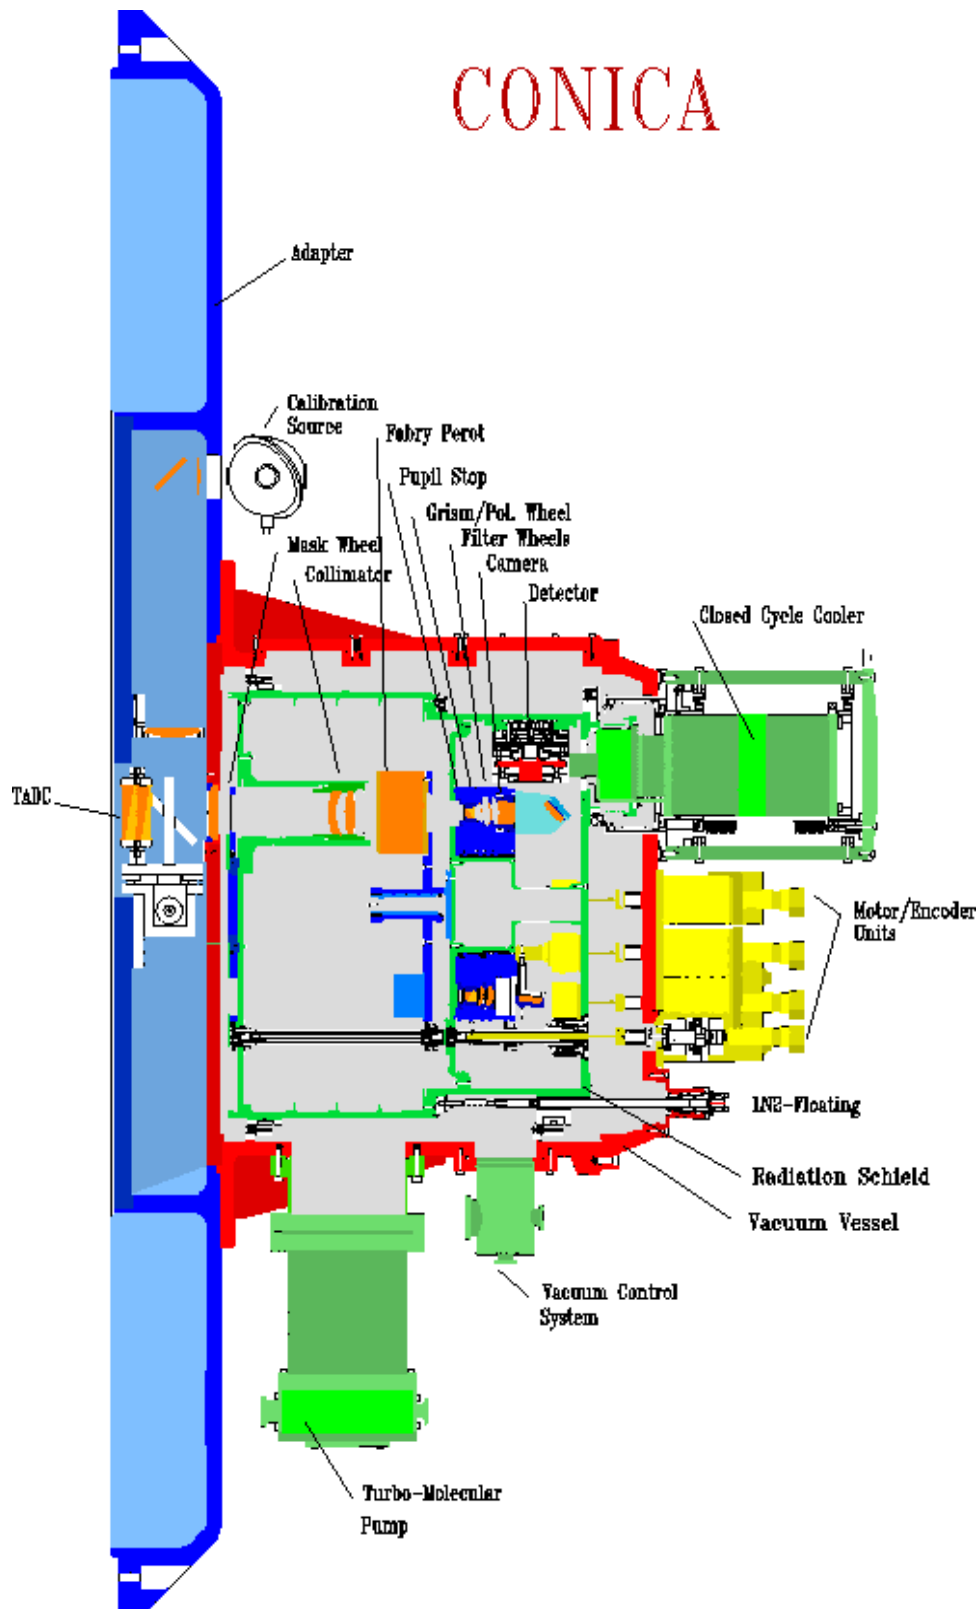 CONICA
Adapter
Calibration
Source
Fabry Perot
Pupil Stop
Grism/Pol. Wheel
Filter Wheels
Mask Wheel
Camera
Collimator
Detector
Closed Cycle Cooler
TADC
Motor/Encoder
Units
LN2-Floating
Radiation Schield
Vacuum Vessel
Vacuum Control
System
Turbo-Molecular
Pump